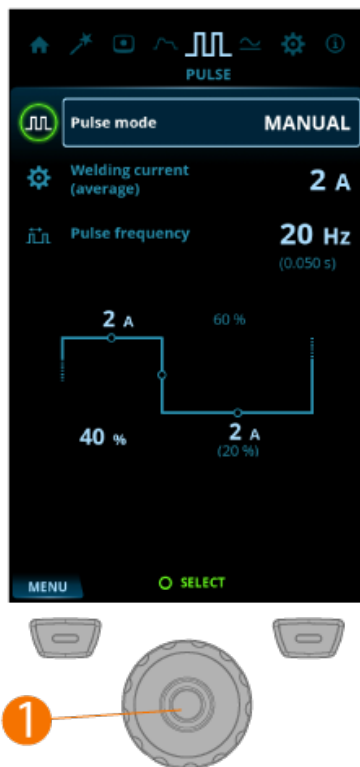 PULSE
Pulse mode MANUAL
Welding current
(average)
2 A
Pulse frequency 20 Hz
(0.050 s)
2 A 60 %
40 % 2 A
(20 %)
MENU SELECT
1